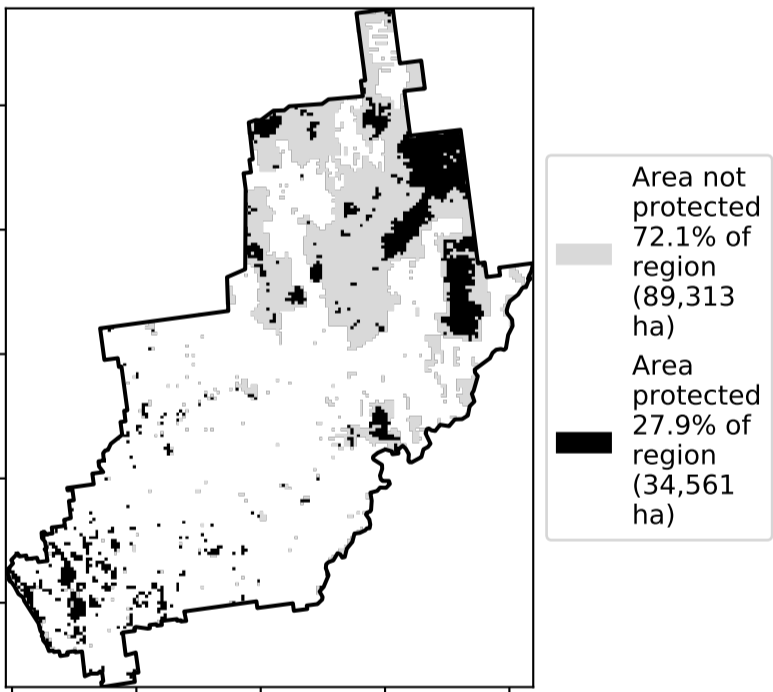 Area not
protected
72.1% of
region
(89,313
ha)
Area
protected
27.9% of
region
(34,561
ha)